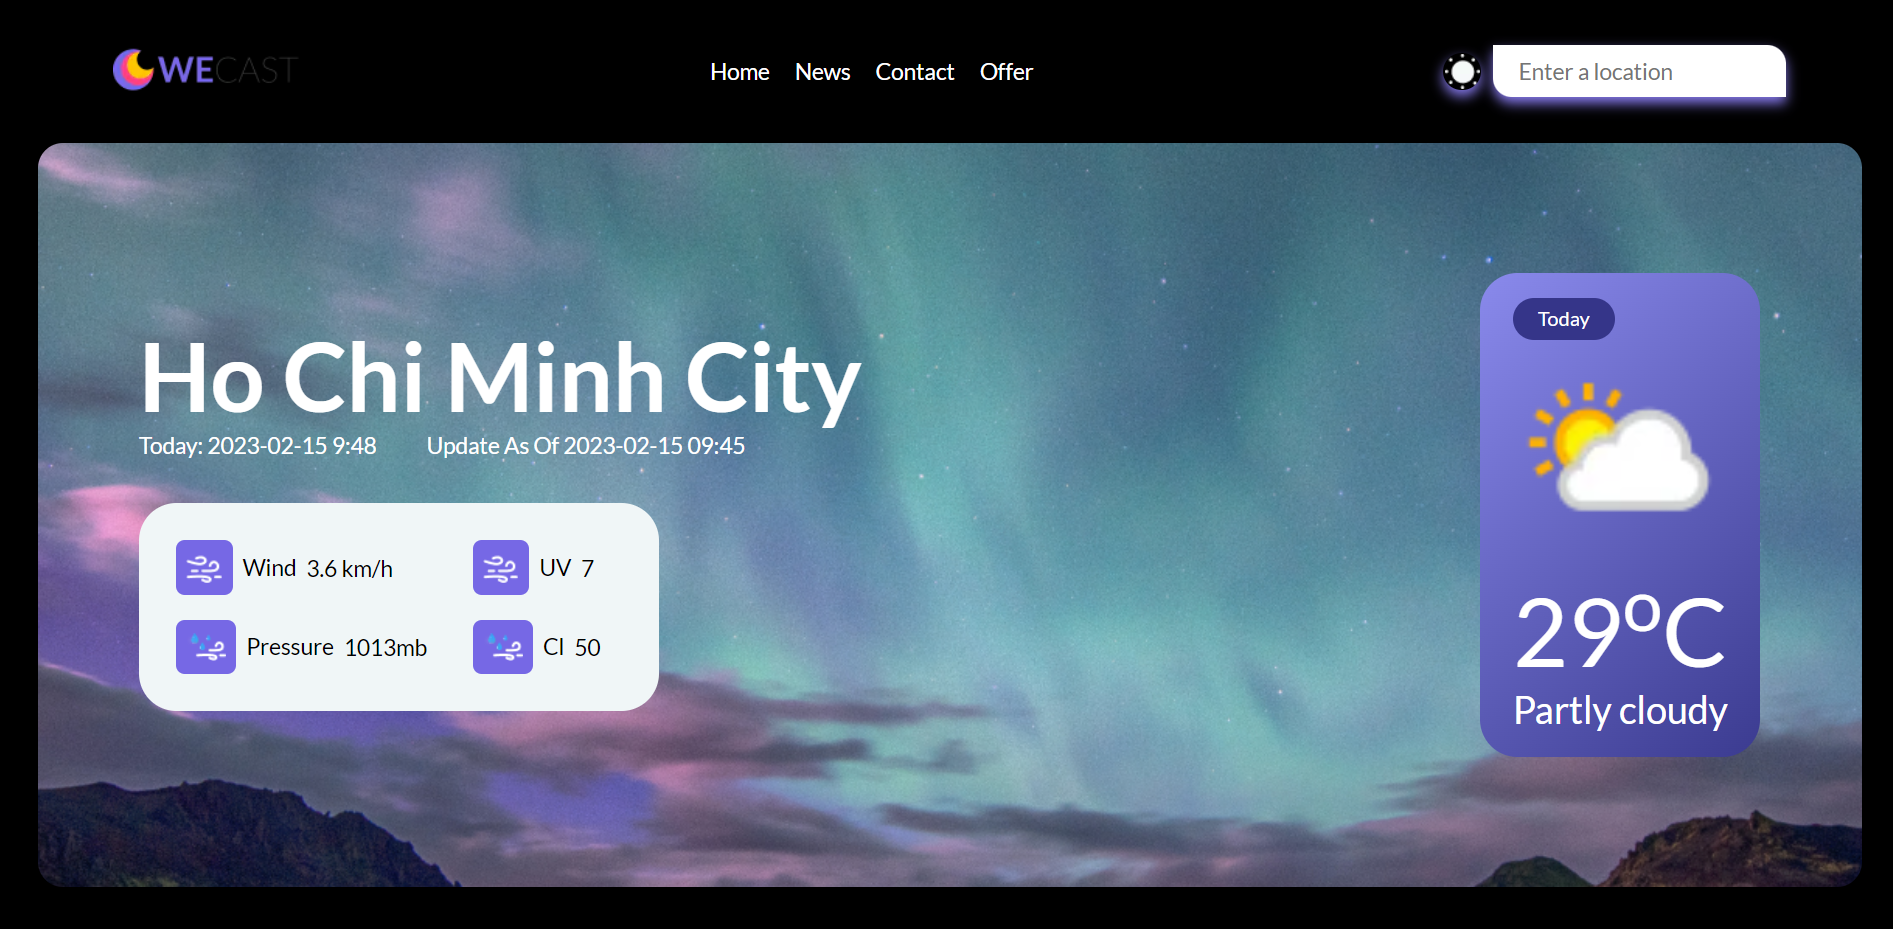 WECAST
Home News Contact Offer
Enter a location
Ho Chi Minh City
Today: 2023-02-15 9:48 Update As Of 2023-02-15 09:45
Wind 3.6 km/h UV 7
Pressure 1013mb Cl 50
Today
29°C
Partly cloudy